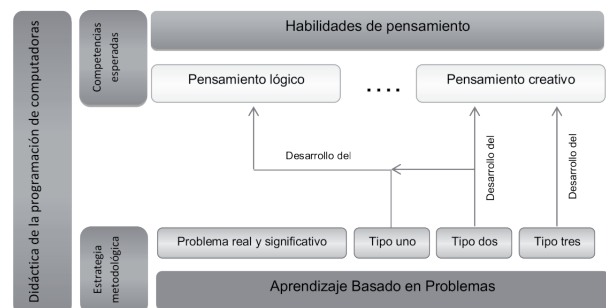 Didáctica de la programación de computadoras
Competencias
esperadas
Habilidades de pensamiento
Pensamiento lógico
....
Pensamiento creativo
Desarrollo del
Desarrollo del
Desarrollo del
Estrategia
metodológica
Problema real y significativo
Tipo uno
Tipo dos
Tipo tres
Aprendizaje Basado en Problemas